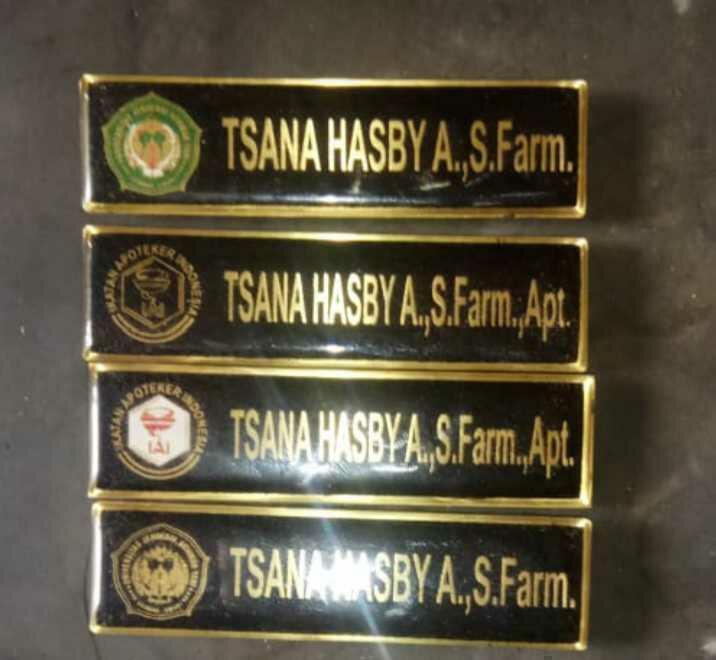 TSANA HASBY A.,S.Farm.
IKATAN APOTEKER INDONESIA
IAI
TSANA HASBY A.,S.Farm.,Apt.
IKATAN APOTEKER INDONESIA
IAI
TSANA HASBY A.,S.Farm.,Apt.
TSANA HASBY A.,S.Farm.